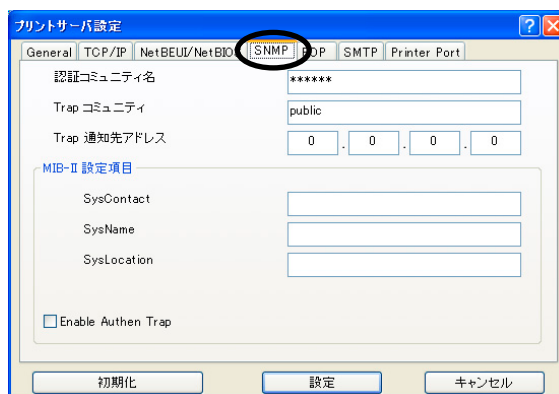 プリントサーバ設定
General TCP/IP NetBEUI/NetBIO SNMP POP SMTP Printer Port
認証コミュニティ名 ******
Trap コミュニティ public
Trap 通知先アドレス 0 . 0 . 0 . 0
MIB-II 設定項目
SysContact
SysName
SysLocation
Enable Authen Trap
初期化 設定 キャンセル